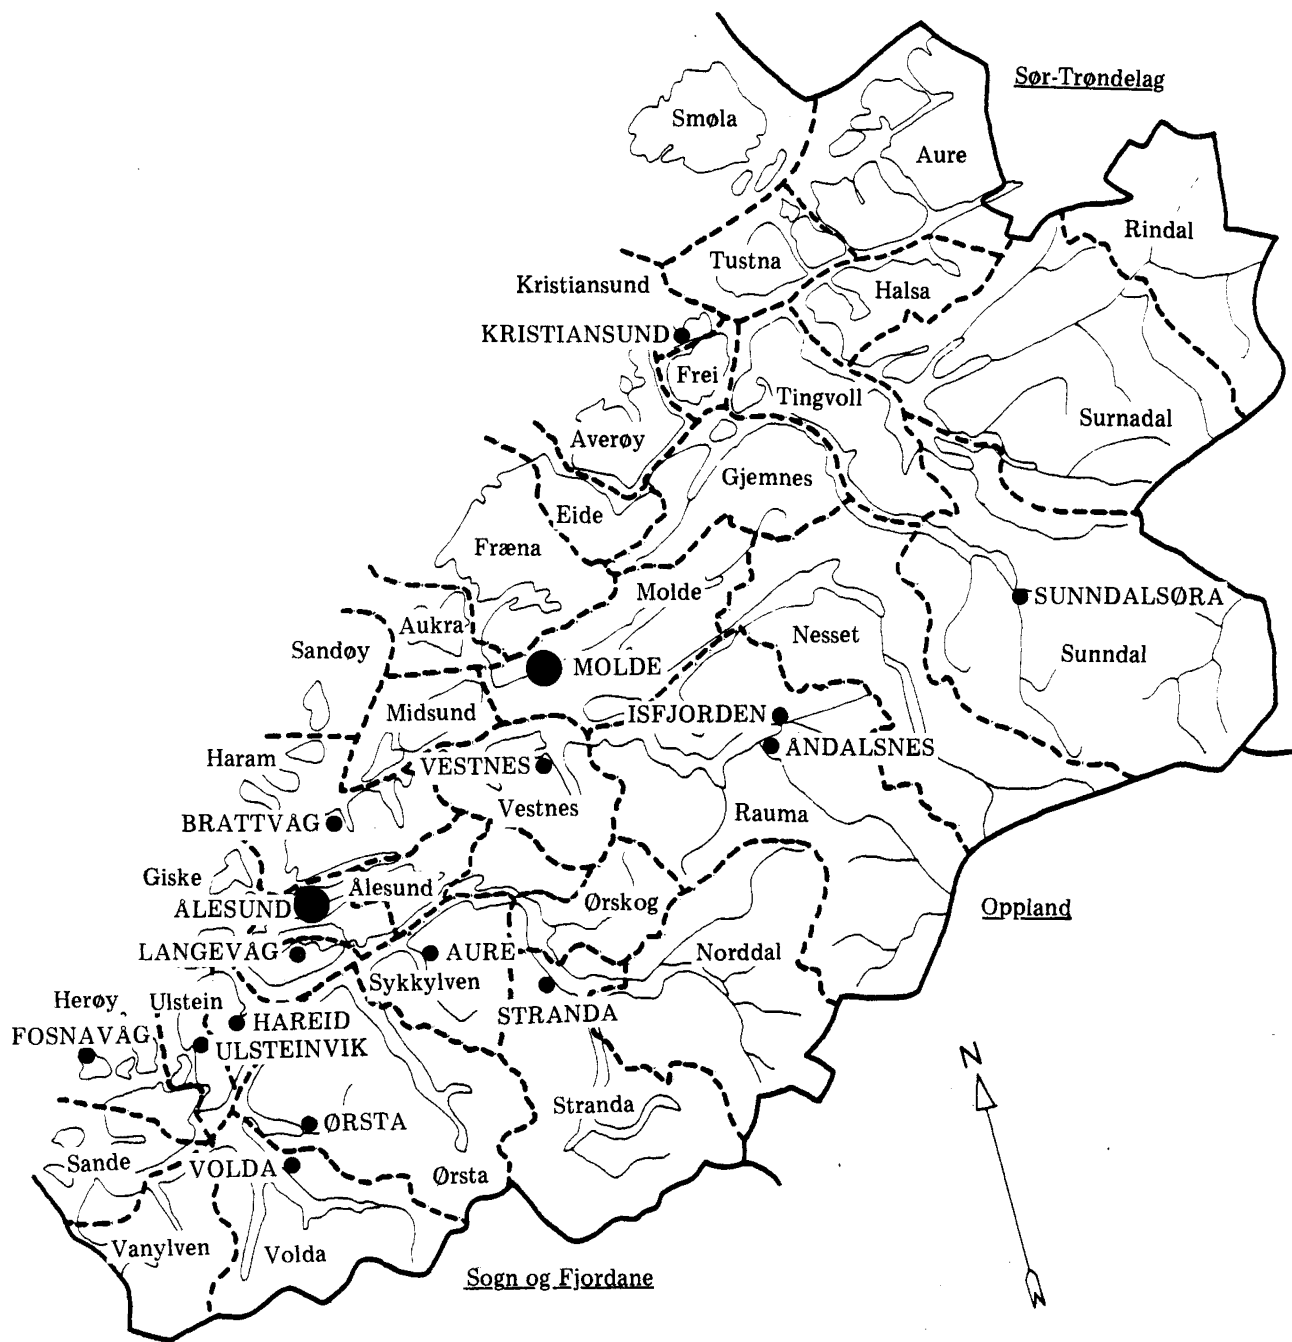 Sør-Trøndelag
Smøla
Aure
Rindal
Tustna
Kristiansund
Halsa
KRISTIANSUND
Frei
Tingvoll
Surnadal
Averøy
Gjemnes
Eide
Fræna
Molde
SUNNDALSØRA
Aukra
Nesset
Sandøy
Sunndal
MOLDE
Midsund
ISFJORDEN
ÅNDALSNES
Haram
VESTNES
Vestnes
Rauma
BRATTVÅG
Giske
Ålesund
ÅLESUND
Ørskog
Oppland
LANGEVÅG
AURE
Norddal
Sykkylven
Herøy
Ulstein
STRANDA
HAREID
FOSNAVÅG
ULSTEINVIK
N
Stranda
ØRSTA
Sande
VOLDA
Ørsta
Vanylven
Volda
Sogn og Fjordane